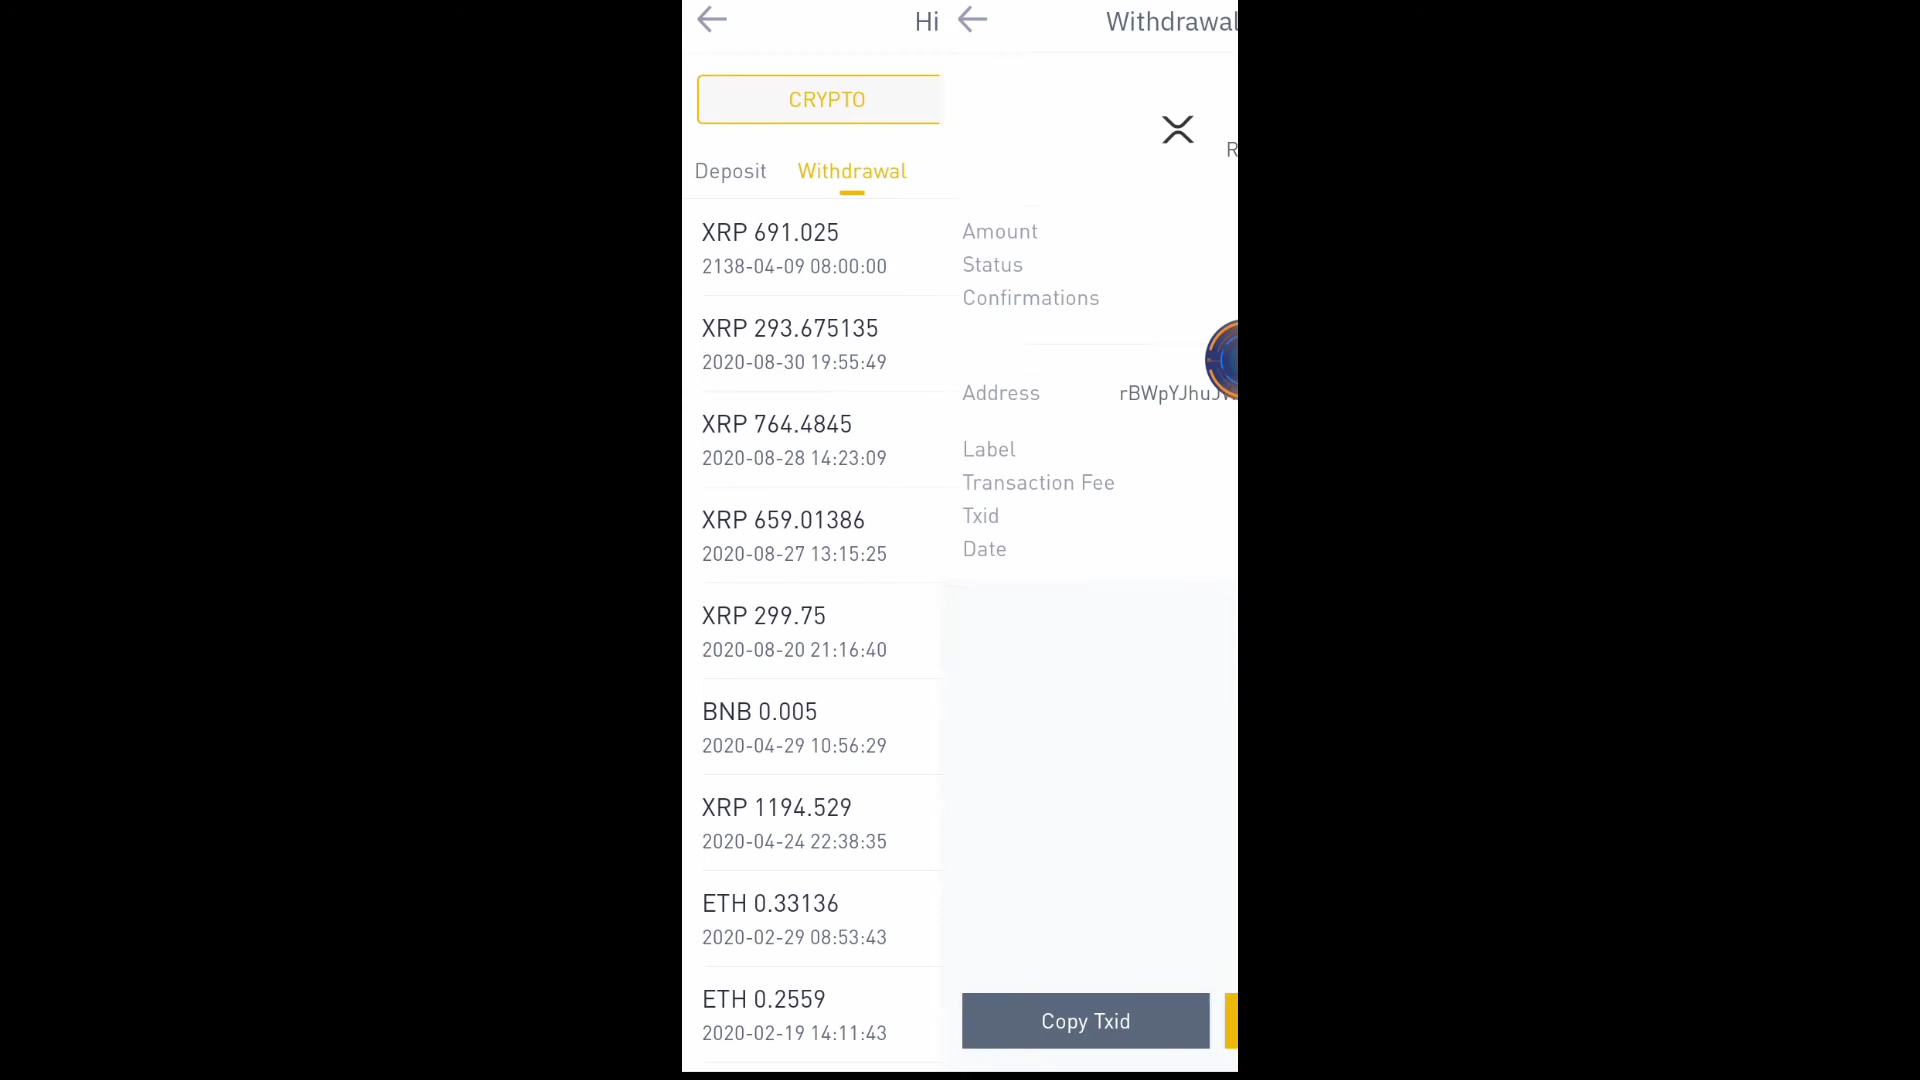 Hi
CRYPTO
Deposit Withdrawal
XRP 691.025
2138-04-09 08:00:00
XRP 293.675135
2020-08-30 19:55:49
XRP 764.4845
2020-08-28 14:23:09
XRP 659.01386
2020-08-27 13:15:25
XRP 299.75
2020-08-20 21:16:40
BNB 0.005
2020-04-29 10:56:29
XRP 1194.529
2020-04-24 22:38:35
ETH 0.33136
2020-02-29 08:53:43
ETH 0.2559
2020-02-19 14:11:43
Withdrawal
R
Amount
Status
Confirmations
Address rBWpYJhuJ
Label
Transaction Fee
Txid
Date
Copy Txid